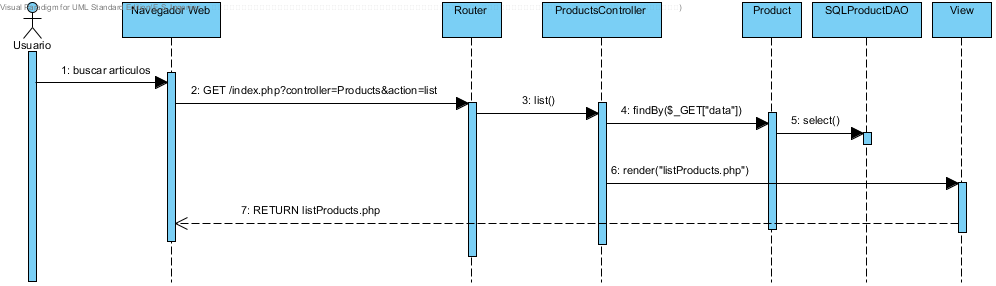 Visual Paradigm for UML Standard
Navegador Web
Router
ProductsController
Product
SQLProductDAO
View
Usuario
1: buscar articulos
2: GET /index.php?controller=Products&action=list
3: list()
4: findBy($_GET["data"])
5: select()
6: render("listProducts.php")
7: RETURN listProducts.php